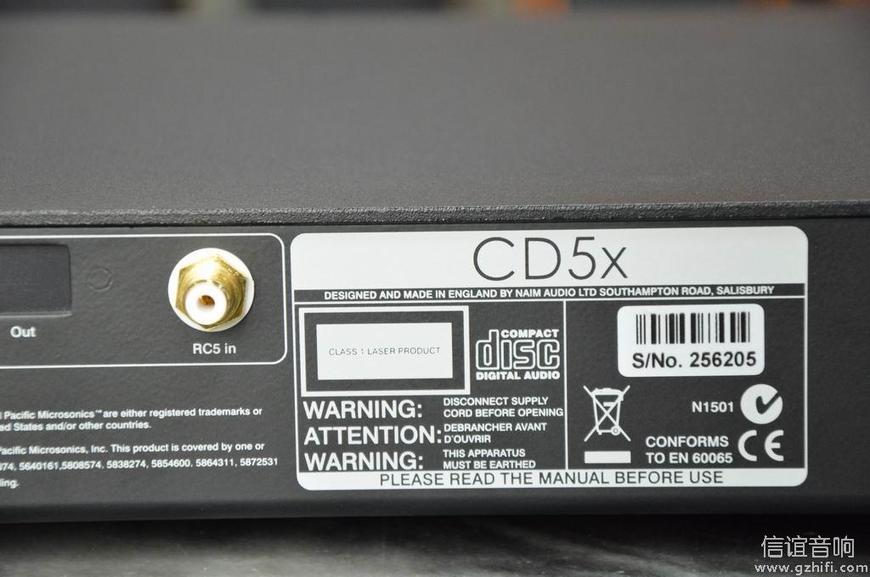 Out
RC5 in
Pacific Microsonics™ are either registered trademarks or
States and/or other countries.
Pacific Microsonics, Inc. This product is covered by one or
5640161,5808574, 5838274, 5854600, 5864311, 5872531
CD5x
DESIGNED AND MADE IN ENGLAND BY NAIM AUDIO LTD SOUTHAMPTON ROAD, SALISBURY
CLASS 1 LASER PRODUCT
COMPACT
disc
DIGITAL AUDIO
S/No. 256205
WARNING: DISCONNECT SUPPLY
CORD BEFORE OPENING
ATTENTION: DEBRANCHER AVANT
D'OUVRIR
WARNING: THIS APPARATUS
MUST BE EARTHED
N1501
CONFORMS
TO EN 60065
CE
PLEASE READ THE MANUAL BEFORE USE
信谊音响
www.gzhifi.com